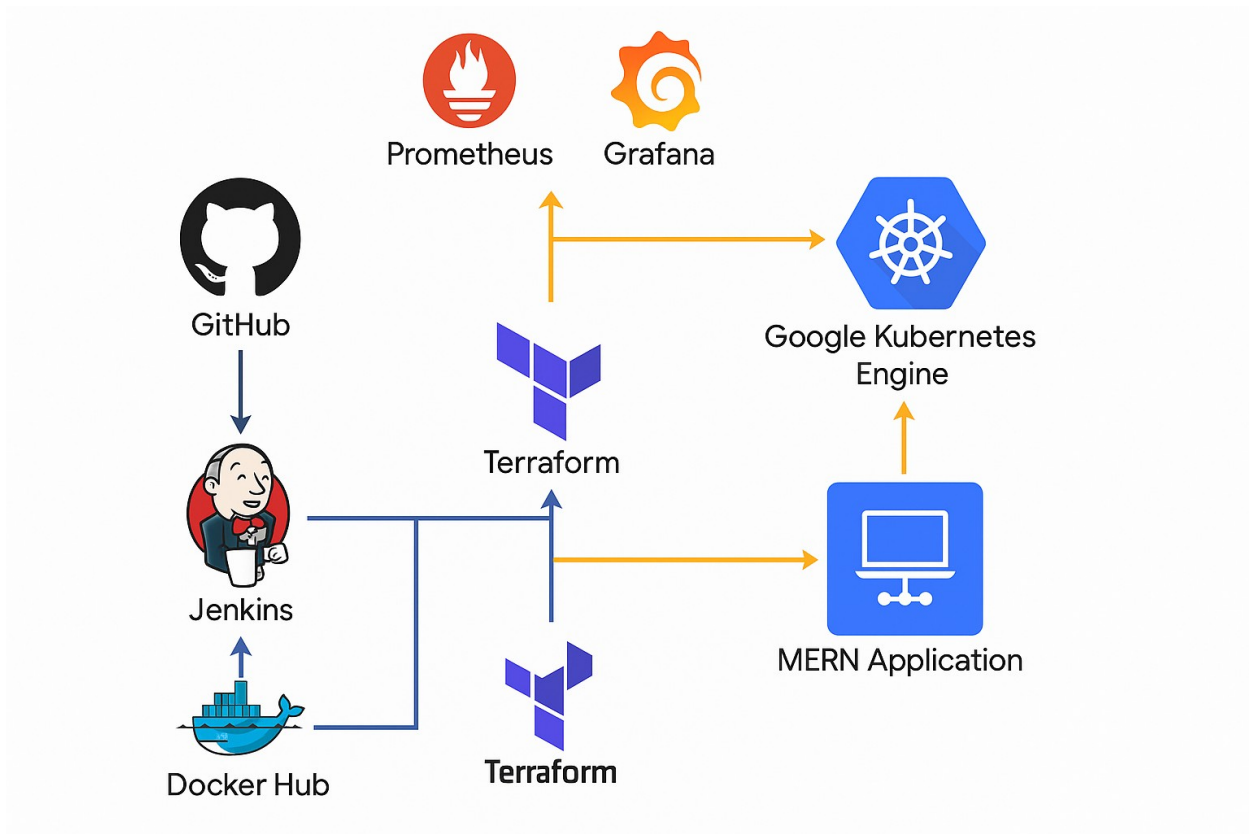 Prometheus
Grafana
GitHub
Google Kubernetes
Engine
Terraform
Jenkins
MERN Application
Docker Hub
Terraform